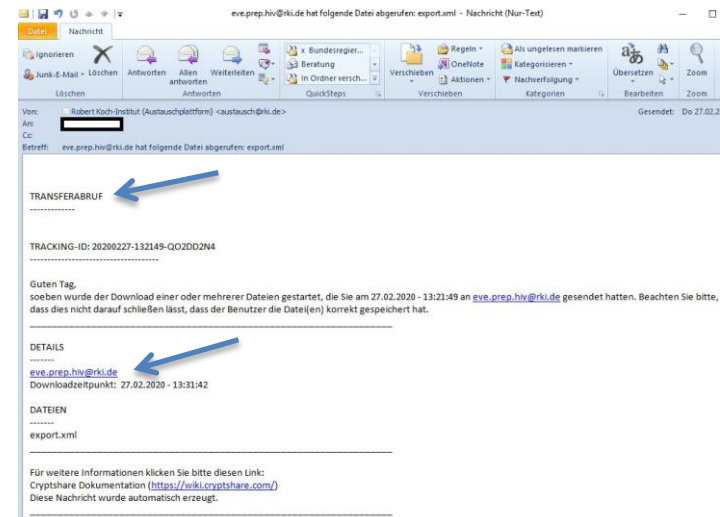 eve.prep.hiv@rki.de hat folgende Datei abgerufen: export.xml - Nachricht (Nur-Text)
Datei Nachricht
Ignorieren
Junk-E-Mail Löschen Antworten Allen antworten Weiterleiten
x Bundesregier...
Beratung
In Ordner versch...
Verschieben
Regeln
OneNote
Aktionen
Als ungelesen markieren
Kategorisieren
Nachverfolgung
Übersetzen
Zoom
Löschen Antworten QuickSteps Verschieben Kategorien Bearbeiten Zoom
Von: Robert Koch-Institut (Austauschplattform) <austausch@rki.de> Gesendet: Do 27.02.2
An:
Cc:
Betreff: eve.prep.hiv@rki.de hat folgende Datei abgerufen: export.xml
TRANSFERABRUF
-------------
TRACKING-ID: 20200227-132149-QO2DD2N4
-------------------------------------
Guten Tag,
soeben wurde der Download einer oder mehrerer Dateien gestartet, die Sie am 27.02.2020 - 13:21:49 an eve.prep.hiv@rki.de gesendet hatten. Beachten Sie bitte,
dass dies nicht darauf schließen lässt, dass der Benutzer die Datei(en) korrekt gespeichert hat.
DETAILS
-------
eve.prep.hiv@rki.de
Downloadzeitpunkt: 27.02.2020 - 13:31:42
DATEIEN
-------
export.xml
Für weitere Informationen klicken Sie bitte diesen Link:
Cryptshare Dokumentation (https://wiki.cryptshare.com/)
Diese Nachricht wurde automatisch erzeugt.